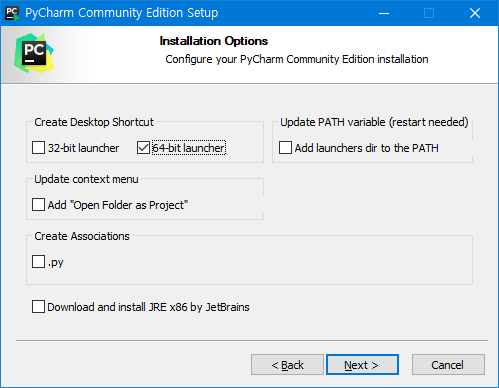 PyCharm Community Edition Setup
PC
Installation Options
Configure your PyCharm Community Edition installation
Create Desktop Shortcut
Update PATH variable (restart needed)
32-bit launcher
64-bit launcher
Add launchers dir to the PATH
Update context menu
Add "Open Folder as Project"
Create Associations
.py
Download and install JRE x86 by JetBrains
< Back
Next >
Cancel